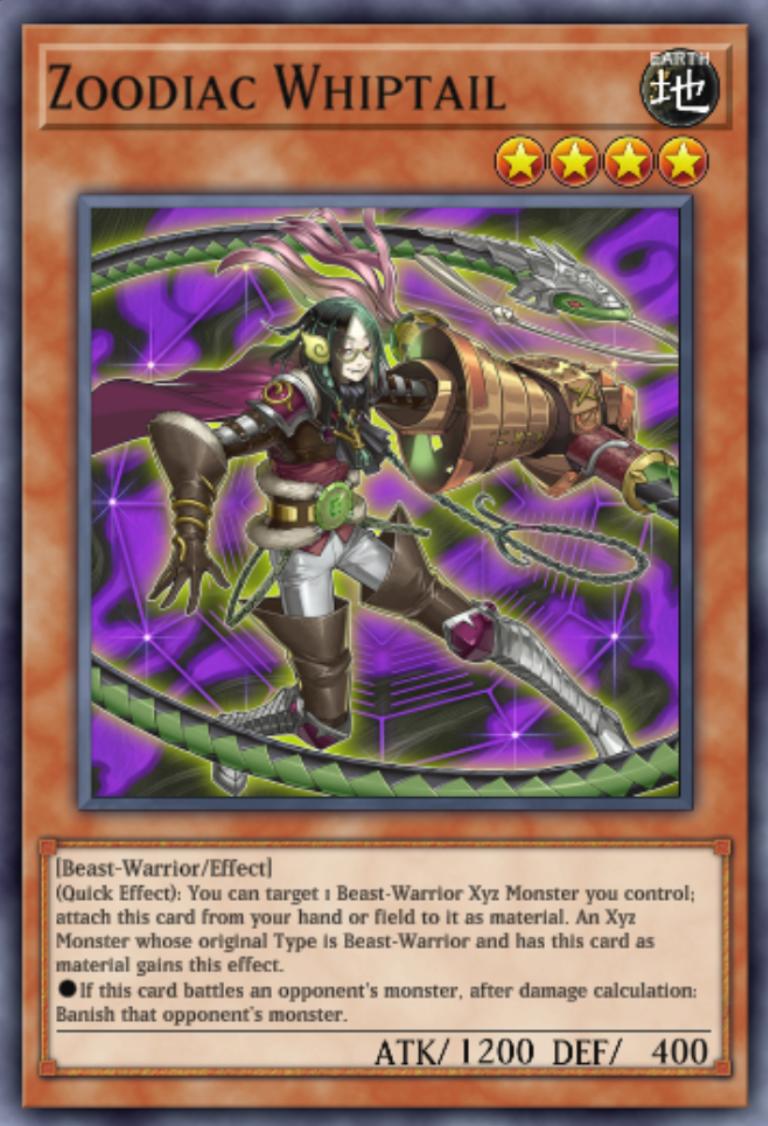 Zoodiac Whiptail
EARTH
地
[Beast-Warrior/Effect]
(Quick Effect): You can target 1 Beast-Warrior Xyz Monster you control;
attach this card from your hand or field to it as material. An Xyz
Monster whose original Type is Beast-Warrior and has this card as
material gains this effect.
●If this card battles an opponent's monster, after damage calculation:
Banish that opponent's monster.
ATK/ 1200 DEF/ 400